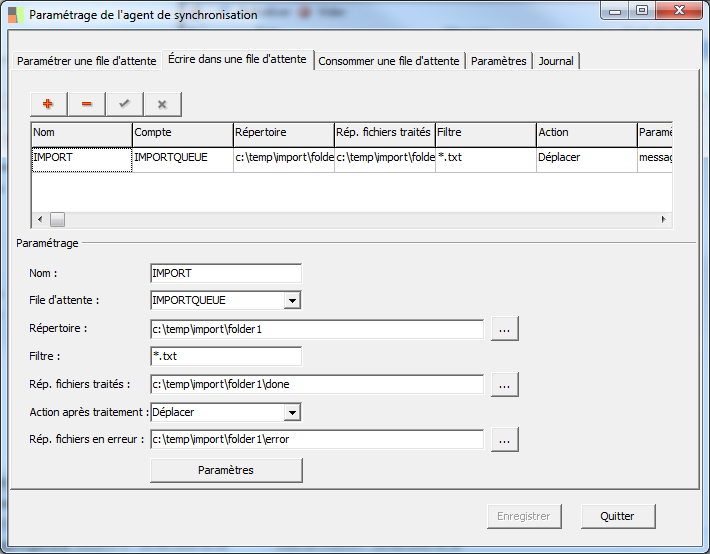 Paramétrage de l'agent de synchronisation
Paramétrer une file d'attente Écrire dans une file d'attente Consommer une file d'attente Paramètres Journal
Nom Compte Répertoire Rép. fichiers traités Filtre Action Paramè
IMPORT IMPORTQUEUE c:\temp\import\folde c:\temp\import\folde *.txt Déplacer messag
Paramétrage
Nom : IMPORT
File d'attente : IMPORTQUEUE
Répertoire : c:\temp\import\folder1 ...
Filtre : *.txt
Rép. fichiers traités : c:\temp\import\folder1\done ...
Action après traitement : Déplacer
Rép. fichiers en erreur : c:\temp\import\folder1\error ...
Paramètres
Enregistrer Quitter